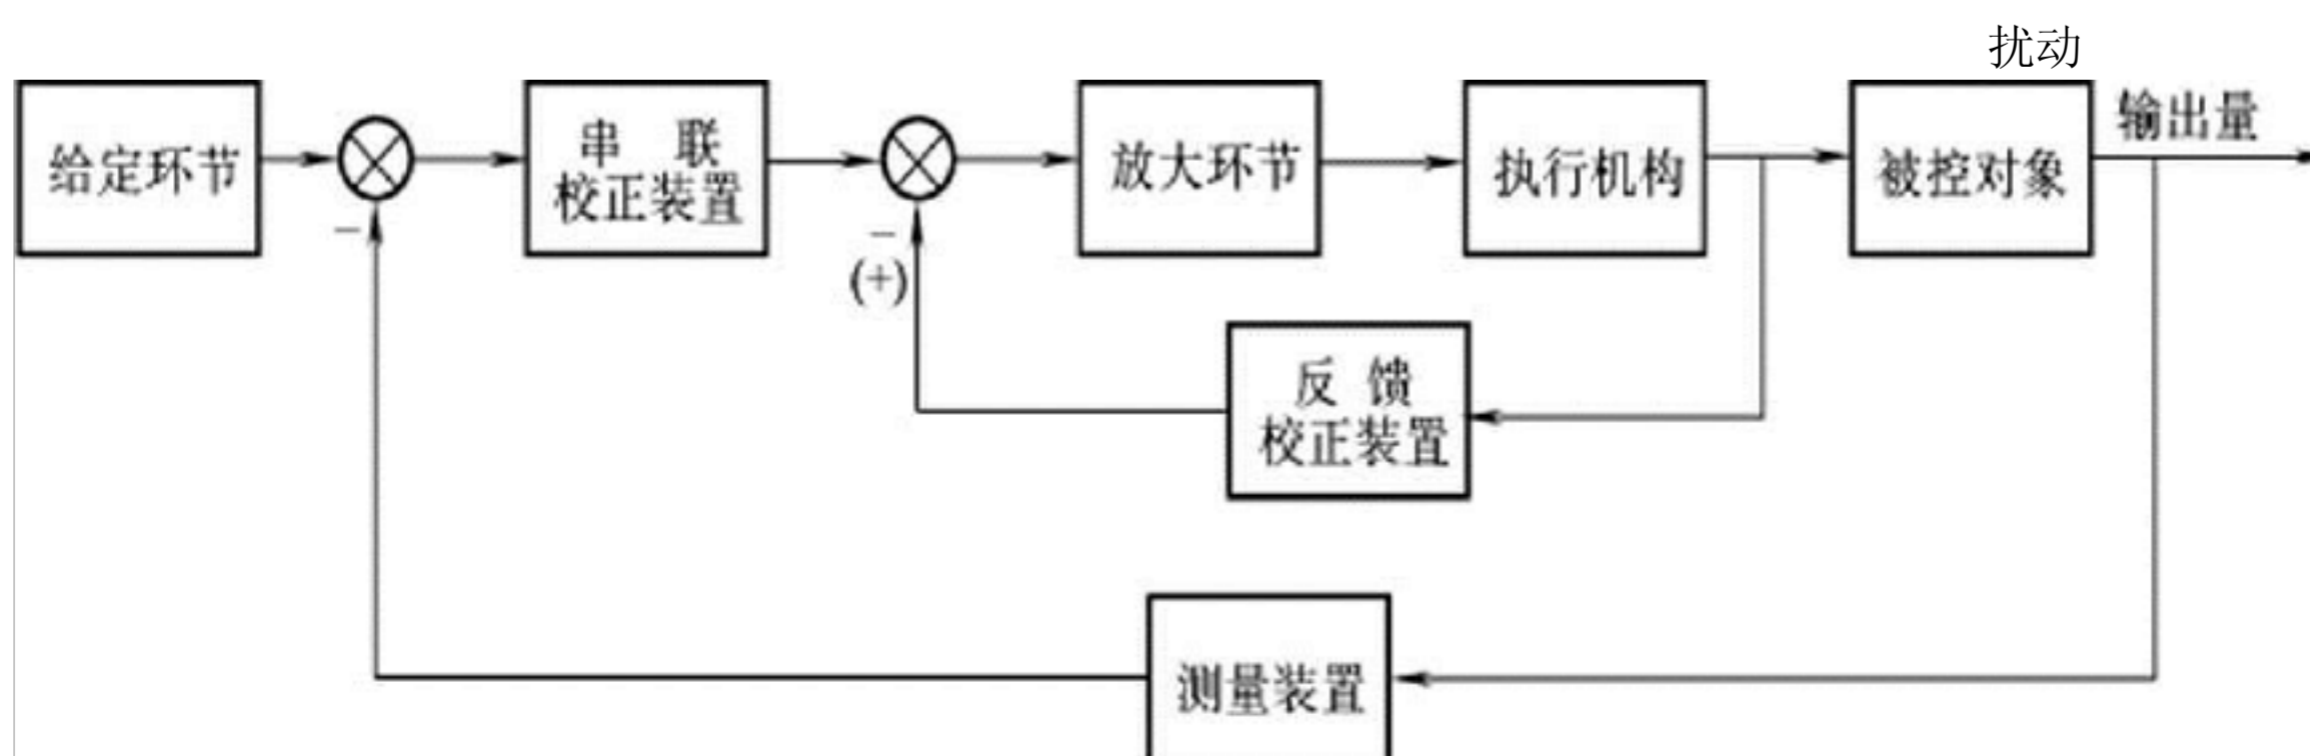 扰动
输出量
给定环节
串 联
校正装置
放大环节
执行机构
被控对象
−
−
(+)
反 馈
校正装置
测量装置